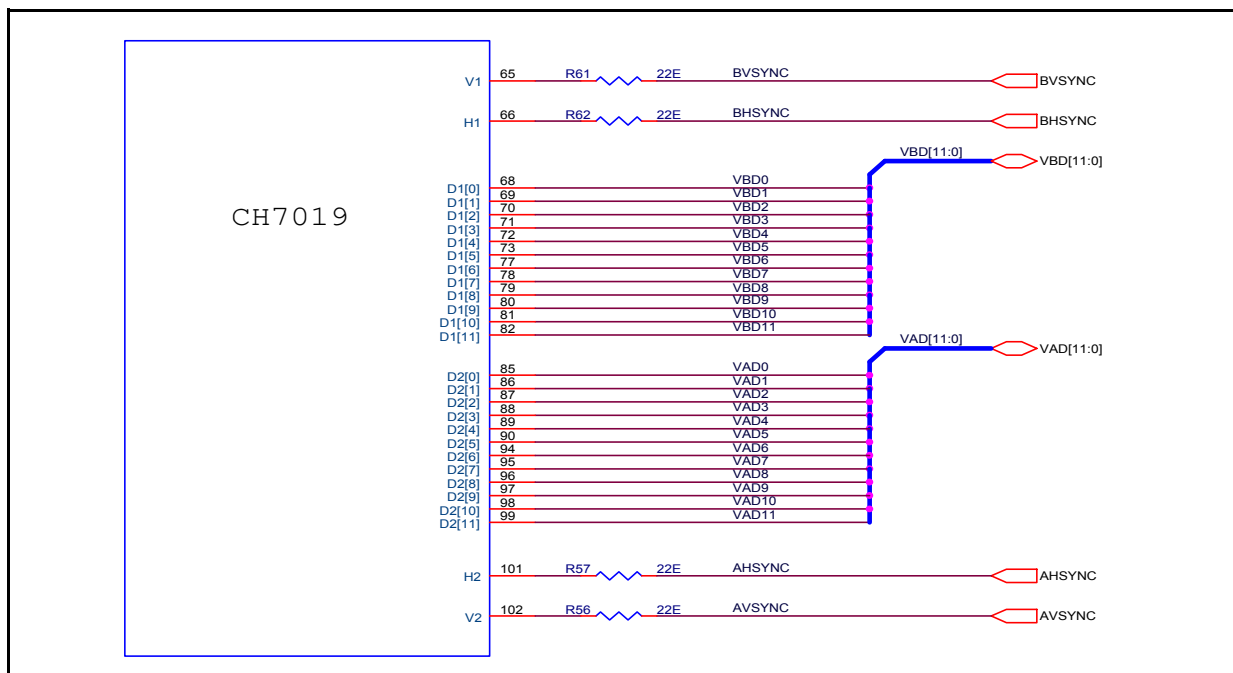 V1 65 R61 22E BVSYNC BVSYNC
H1 66 R62 22E BHSYNC BHSYNC
VBD[11:0] VBD[11:0]
D1[0] 68 VBD0
D1[1] 69 VBD1
D1[2] 70 VBD2
CH7019
D1[3] 71 VBD3
D1[4] 72 VBD4
D1[5] 73 VBD5
D1[6] 77 VBD6
D1[7] 78 VBD7
D1[8] 79 VBD8
D1[9] 80 VBD9
D1[10] 81 VBD10
D1[11] 82 VBD11
VAD[11:0] VAD[11:0]
D2[0] 85 VAD0
D2[1] 86 VAD1
D2[2] 87 VAD2
D2[3] 88 VAD3
D2[4] 89 VAD4
D2[5] 90 VAD5
D2[6] 94 VAD6
D2[7] 95 VAD7
D2[8] 96 VAD8
D2[9] 97 VAD9
D2[10] 98 VAD10
D2[11] 99 VAD11
H2 101 R57 22E AHSYNC AHSYNC
V2 102 R56 22E AVSYNC AVSYNC